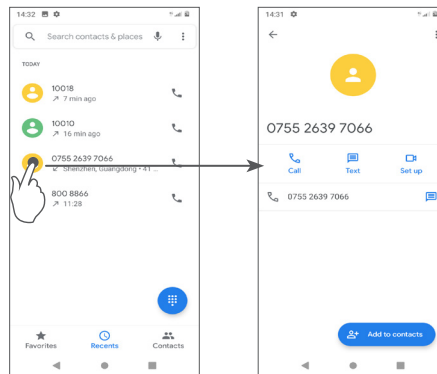 14:32
Search contacts & places
TODAY
10018
7 min ago
10010
16 min ago
0755 2639 7066
Shenzhen, Guangdong • 41 ...
800 8866
11:28
Favorites
Recents
Contacts
14:31
0755 2639 7066
Call
Text
Set up
0755 2639 7066
Add to contacts